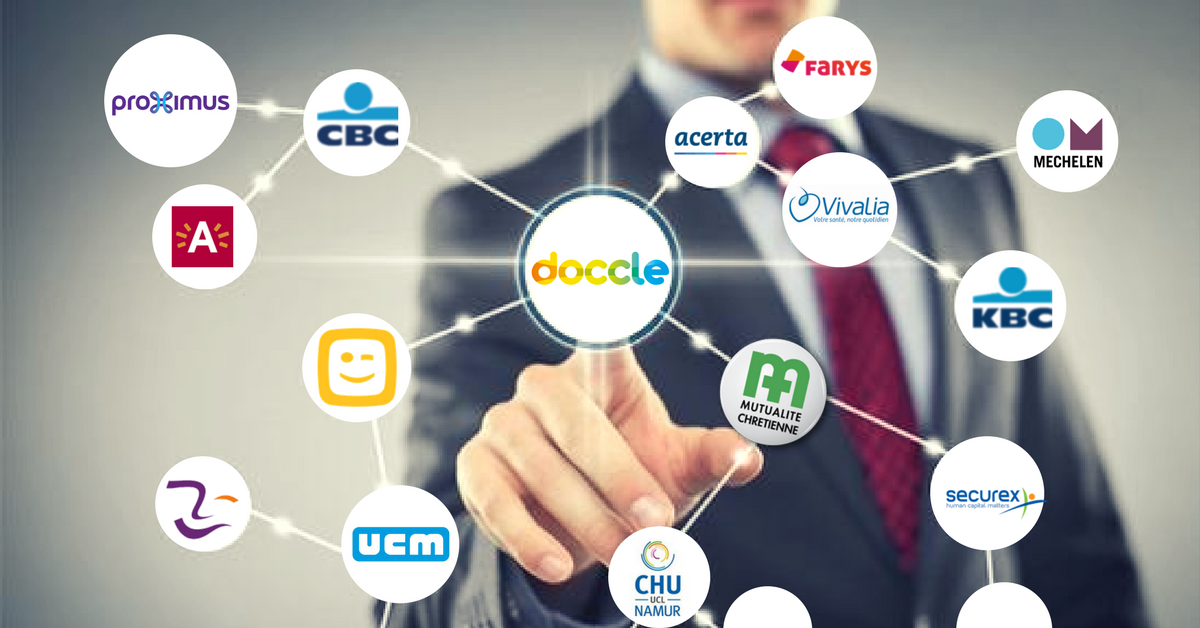 FARYS
proximus
CBC
acerta
MECHELEN
Vivalia
Votre santé, notre quotidien
A
doccle
KBC
MUTUALITE
CHRETIENNE
securex
human capital matters
ucm
CHU
UCL
NAMUR